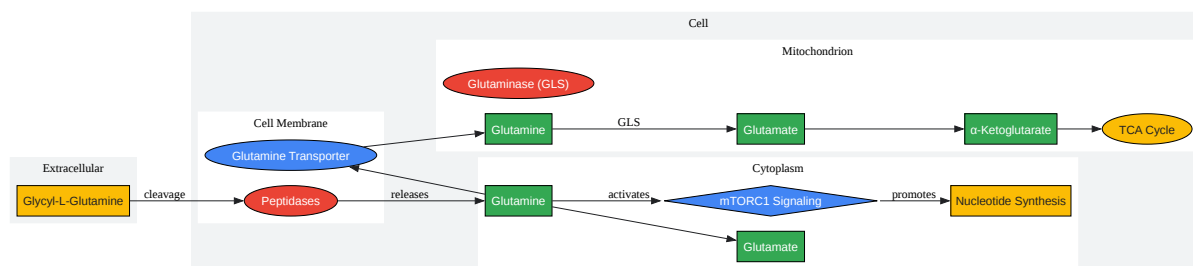 Cell
Mitochondrion
Glutaminase (GLS)
Glutamine
GLS
Glutamate
α-Ketoglutarate
TCA Cycle
Cell Membrane
Glutamine Transporter
Peptidases
Extracellular
Glycyl-L-Glutamine
cleavage
releases
Cytoplasm
Glutamine
activates
mTORC1 Signaling
promotes
Nucleotide Synthesis
Glutamate